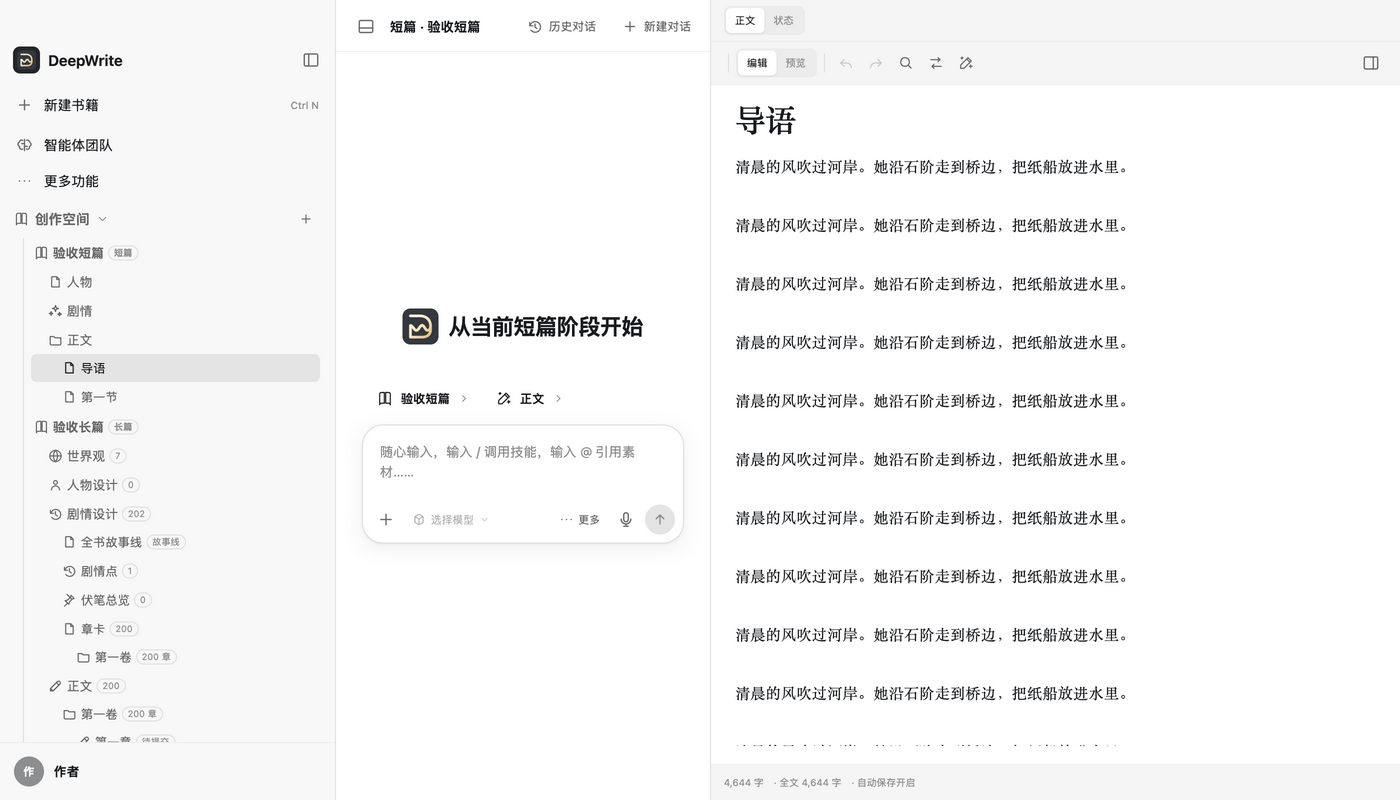 DeepWrite
新建书籍 Ctrl N
智能体团队
更多功能
创作空间
验收短篇 短篇
人物
剧情
正文
导语
第一节
验收长篇 长篇
世界观 7
人物设计 0
剧情设计 202
全书故事线 故事线
剧情点 1
伏笔总览 0
章卡 200
第一卷 200 章
正文 200
第一卷 200 章
第一章 待提交
作 作者
短篇 · 验收短篇 历史对话 新建对话
从当前短篇阶段开始
验收短篇 正文
随心输入，输入 / 调用技能，输入 @ 引用素
材……
选择模型 更多
正文 状态
编辑 预览
导语
清晨的风吹过河岸。她沿石阶走到桥边，把纸船放进水里。
清晨的风吹过河岸。她沿石阶走到桥边，把纸船放进水里。
清晨的风吹过河岸。她沿石阶走到桥边，把纸船放进水里。
清晨的风吹过河岸。她沿石阶走到桥边，把纸船放进水里。
清晨的风吹过河岸。她沿石阶走到桥边，把纸船放进水里。
清晨的风吹过河岸。她沿石阶走到桥边，把纸船放进水里。
清晨的风吹过河岸。她沿石阶走到桥边，把纸船放进水里。
清晨的风吹过河岸。她沿石阶走到桥边，把纸船放进水里。
清晨的风吹过河岸。她沿石阶走到桥边，把纸船放进水里。
清晨的风吹过河岸。她沿石阶走到桥边，把纸船放进水里。
4,644 字 · 全文 4,644 字 · 自动保存开启